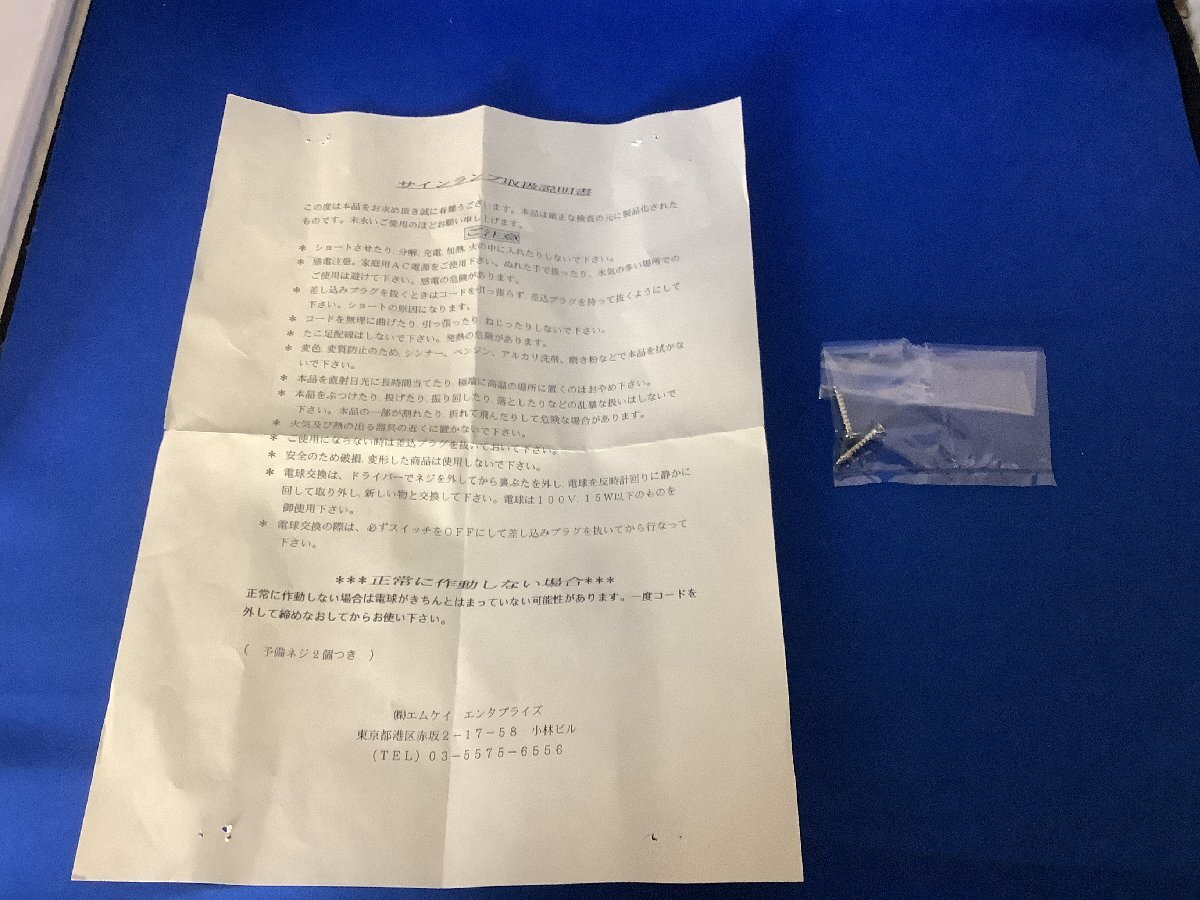 サインランプ取扱説明書
この度は本品をお求め頂き誠に有難うございます。本品は厳正な検査の元に製品化された
ものです。末永いご愛用のほどお願い申し上げます。
ご注意
* ショートさせたり,分解,充電,加熱,火の中に入れたりしないで下さい。
* 感電注意。家庭用AC電源をご使用下さい。ぬれた手で扱ったり、水気の多い場所での
ご使用は避けて下さい。感電の危険があります。
* 差し込みプラグを抜くときはコードを引っ張らず,差込プラグを持って抜くようにして
下さい。ショートの原因になります。
* コードを無理に曲げたり,引っ張ったり,ねじったりしないで下さい。
* たこ足配線はしないで下さい。発熱の危険があります。
* 変色,変質防止のため、シンナー、ベンジン、アルカリ洗剤、磨き粉などで本品を拭かな
いで下さい。
* 本品を直射日光に長時間当てたり,極端に高温の場所に置くのはおやめ下さい。
* 本品をぶつけたり,投げたり,振り回したり,落としたりなどの乱暴な扱いはしないで
下さい。本品の一部が割れたり,折れて飛んだりして危険な場合があります。
* 火気及び熱の出る器具の近くに置かないで下さい。
* ご使用にならない時は差込プラグを抜いておいて下さい。
* 安全のため破損,変形した商品は使用しないで下さい。
* 電球交換は、ドライバーでネジを外してから裏ぶたを外し,電球を反時計回りに静かに
回して取り外し,新しい物と交換して下さい。電球は100V,15W以下のものを
御使用下さい。
* 電球交換の際は、必ずスイッチをOFFにして差し込みプラグを抜いてから行なって
下さい。
***正常に作動しない場合***
正常に作動しない場合は電球がきちんとはまっていない可能性があります。一度コードを
外して締めなおしてからお使い下さい。
( 予備ネジ2個つき )
㈱エムケイ エンタプライズ
東京都港区赤坂2-17-58 小林ビル
(TEL) 03-5575-6556